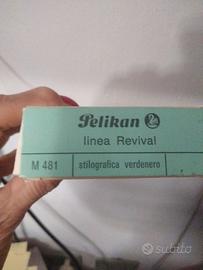 Pelikan
linea Revival
M 481 stilografica verdenero
subito